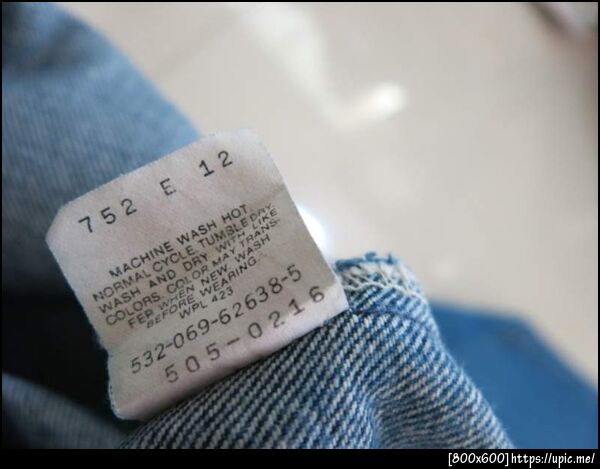 752 E 12
MACHINE WASH HOT
NORMAL CYCLE, TUMBLE DRY
WASH AND DRY WITH LIKE
COLORS, COLOR MAY TRANS-
FER WHEN NEW, WASH
BEFORE WEARING.
WPL 423
532-069-62638-5
505-0216
[800x600]https://upic.me/